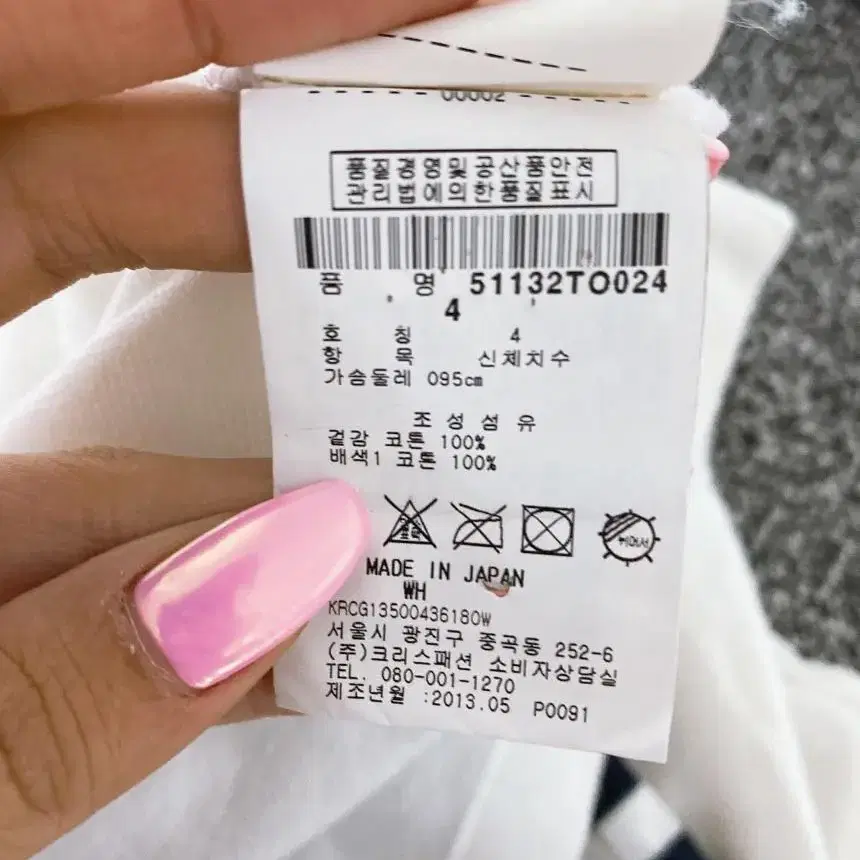 00002
품질경영및공산품안전
관리법에의한품질표시
품 명 51132TO024
4
호 칭 4
항 목 신체치수
가슴둘레 095cm
조성섬유
겉감 코튼 100%
배색1 코튼 100%
뉘어서
MADE IN JAPAN
WH
KRCG13500436180W
서울시 광진구 중곡동 252-6
(주)크리스패션 소비자상담실
TEL. 080-001-1270
제조년월 :2013.05 P0091